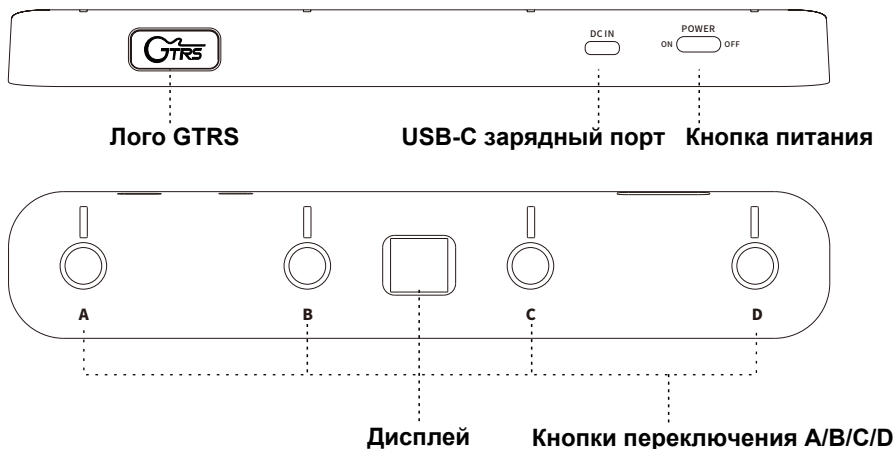 GTRS
DC IN
POWER
ON OFF
Лого GTRS
USB-C зарядный порт
Кнопка питания
A B C D
Дисплей
Кнопки переключения A/B/C/D